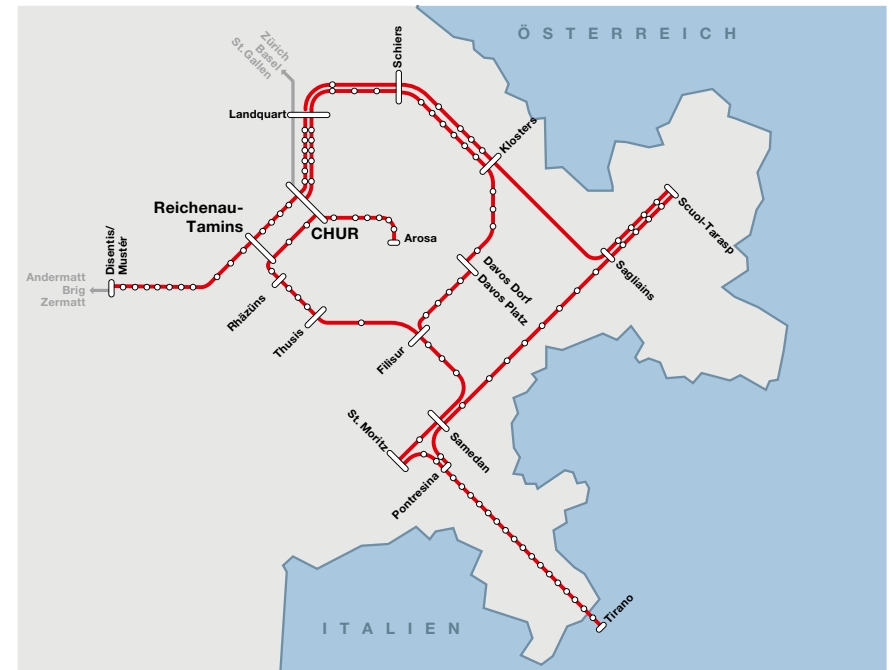 ÖSTERREICH
Zürich
Basel
St. Gallen
Schiers
Landquart
Klosters
Reichenau-
Tamins
CHUR
Arosa
Scuol-Tarasp
Disentis/
Mustér
Andermatt
Brig
Zermatt
Davos Dorf
Davos Platz
Sagliains
Rhäzüns
Thusis
Filisur
St. Moritz
Samedan
Pontresina
Tirano
ITALIEN